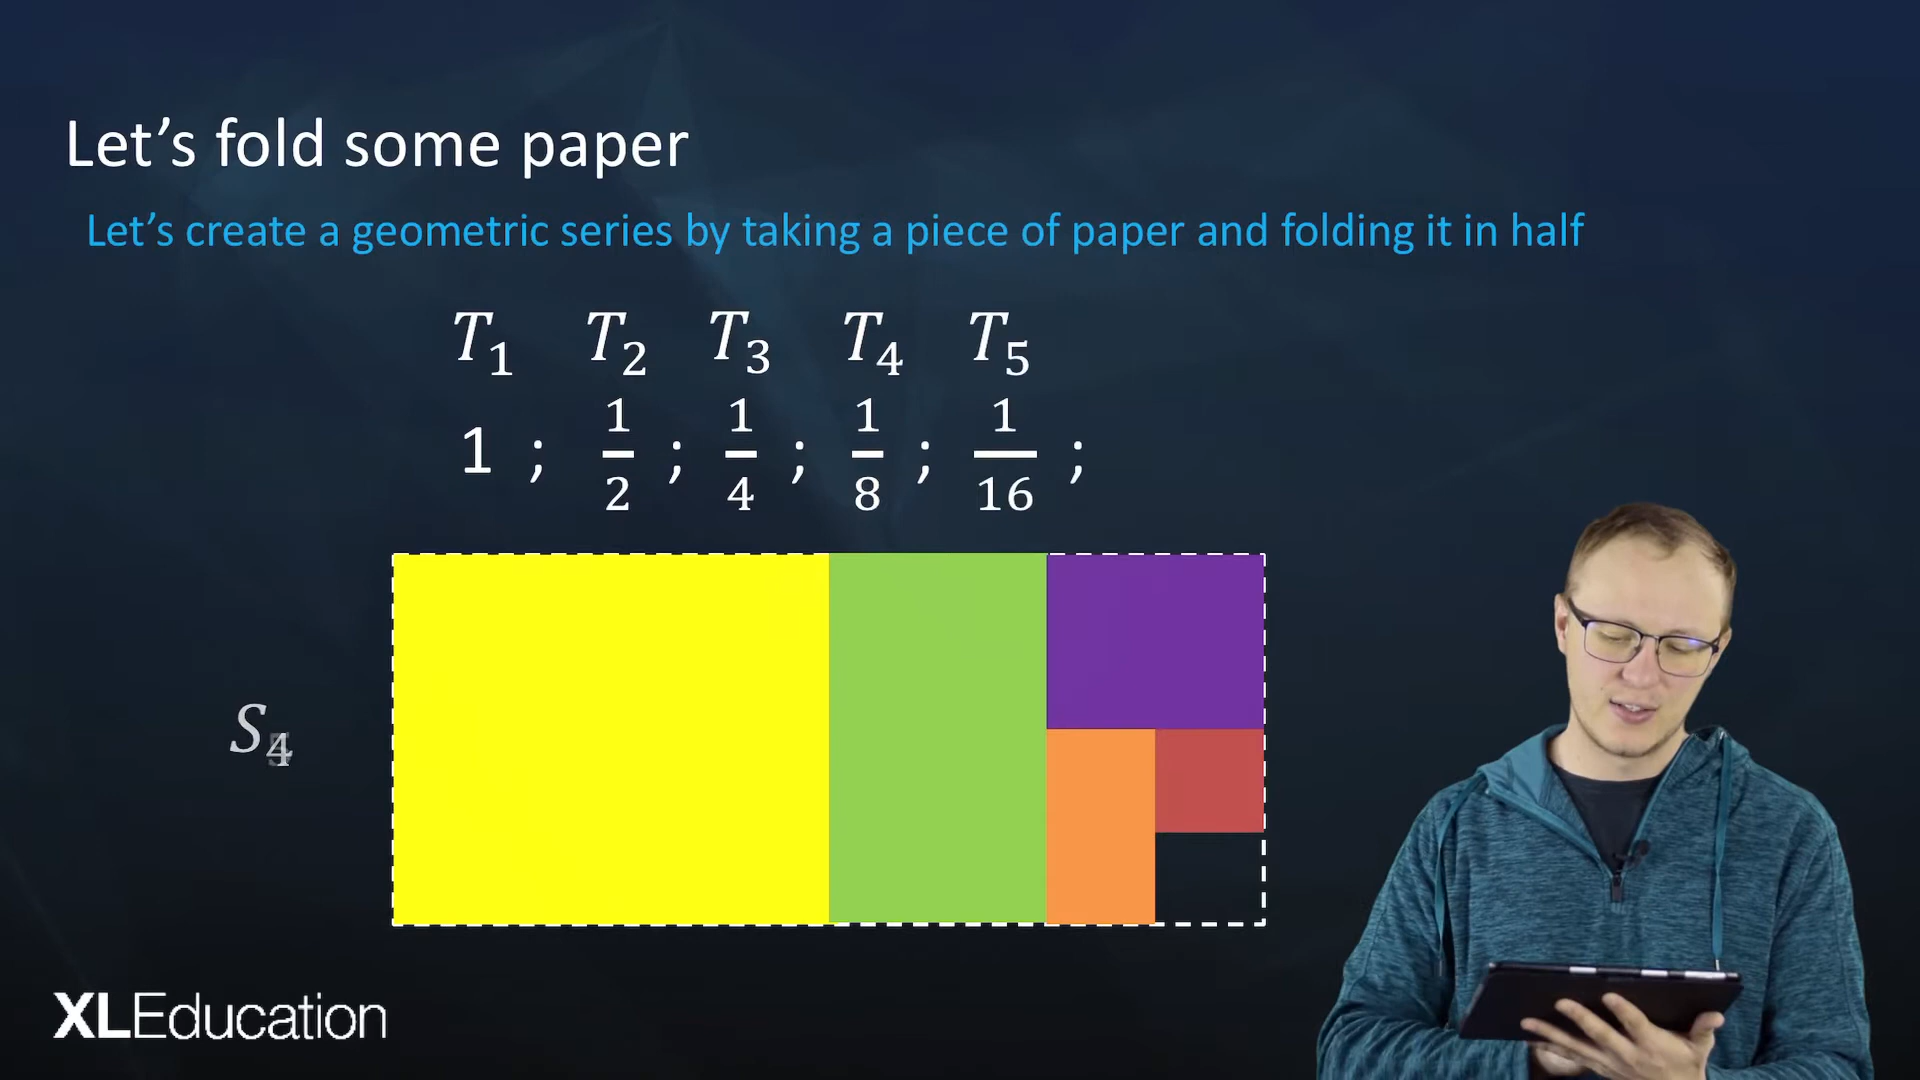 Let's fold some paper
Let's create a geometric series by taking a piece of paper and folding it in half
T₁ T₂ T₃ T₄ T₅
1 ; 1/2 ; 1/4 ; 1/8 ; 1/16 ;
S
XLEducation